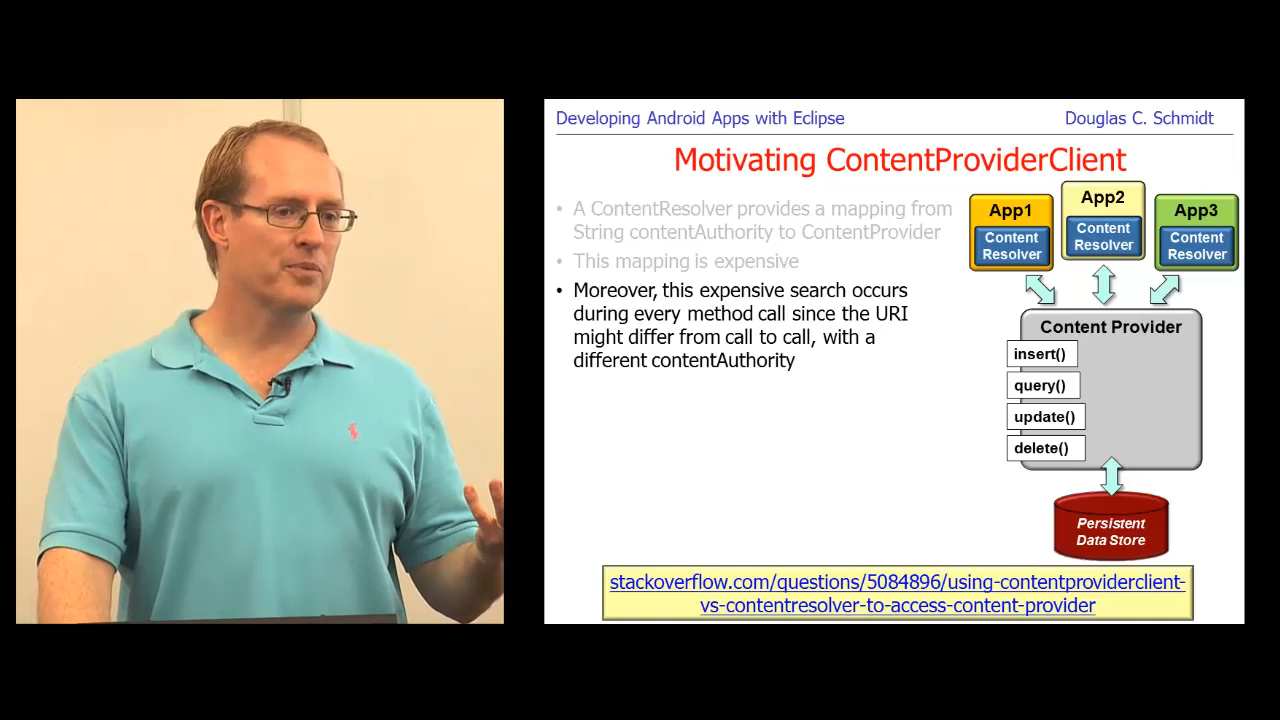 Developing Android Apps with Eclipse
Douglas C. Schmidt
Motivating ContentProviderClient
• A ContentResolver provides a mapping from
String contentAuthority to ContentProvider
• This mapping is expensive
• Moreover, this expensive search occurs
during every method call since the URI
might differ from call to call, with a
different contentAuthority
App1
Content
Resolver
App2
Content
Resolver
App3
Content
Resolver
Content Provider
insert()
query()
update()
delete()
Persistent
Data Store
stackoverflow.com/questions/5084896/using-contentproviderclient-
vs-contentresolver-to-access-content-provider